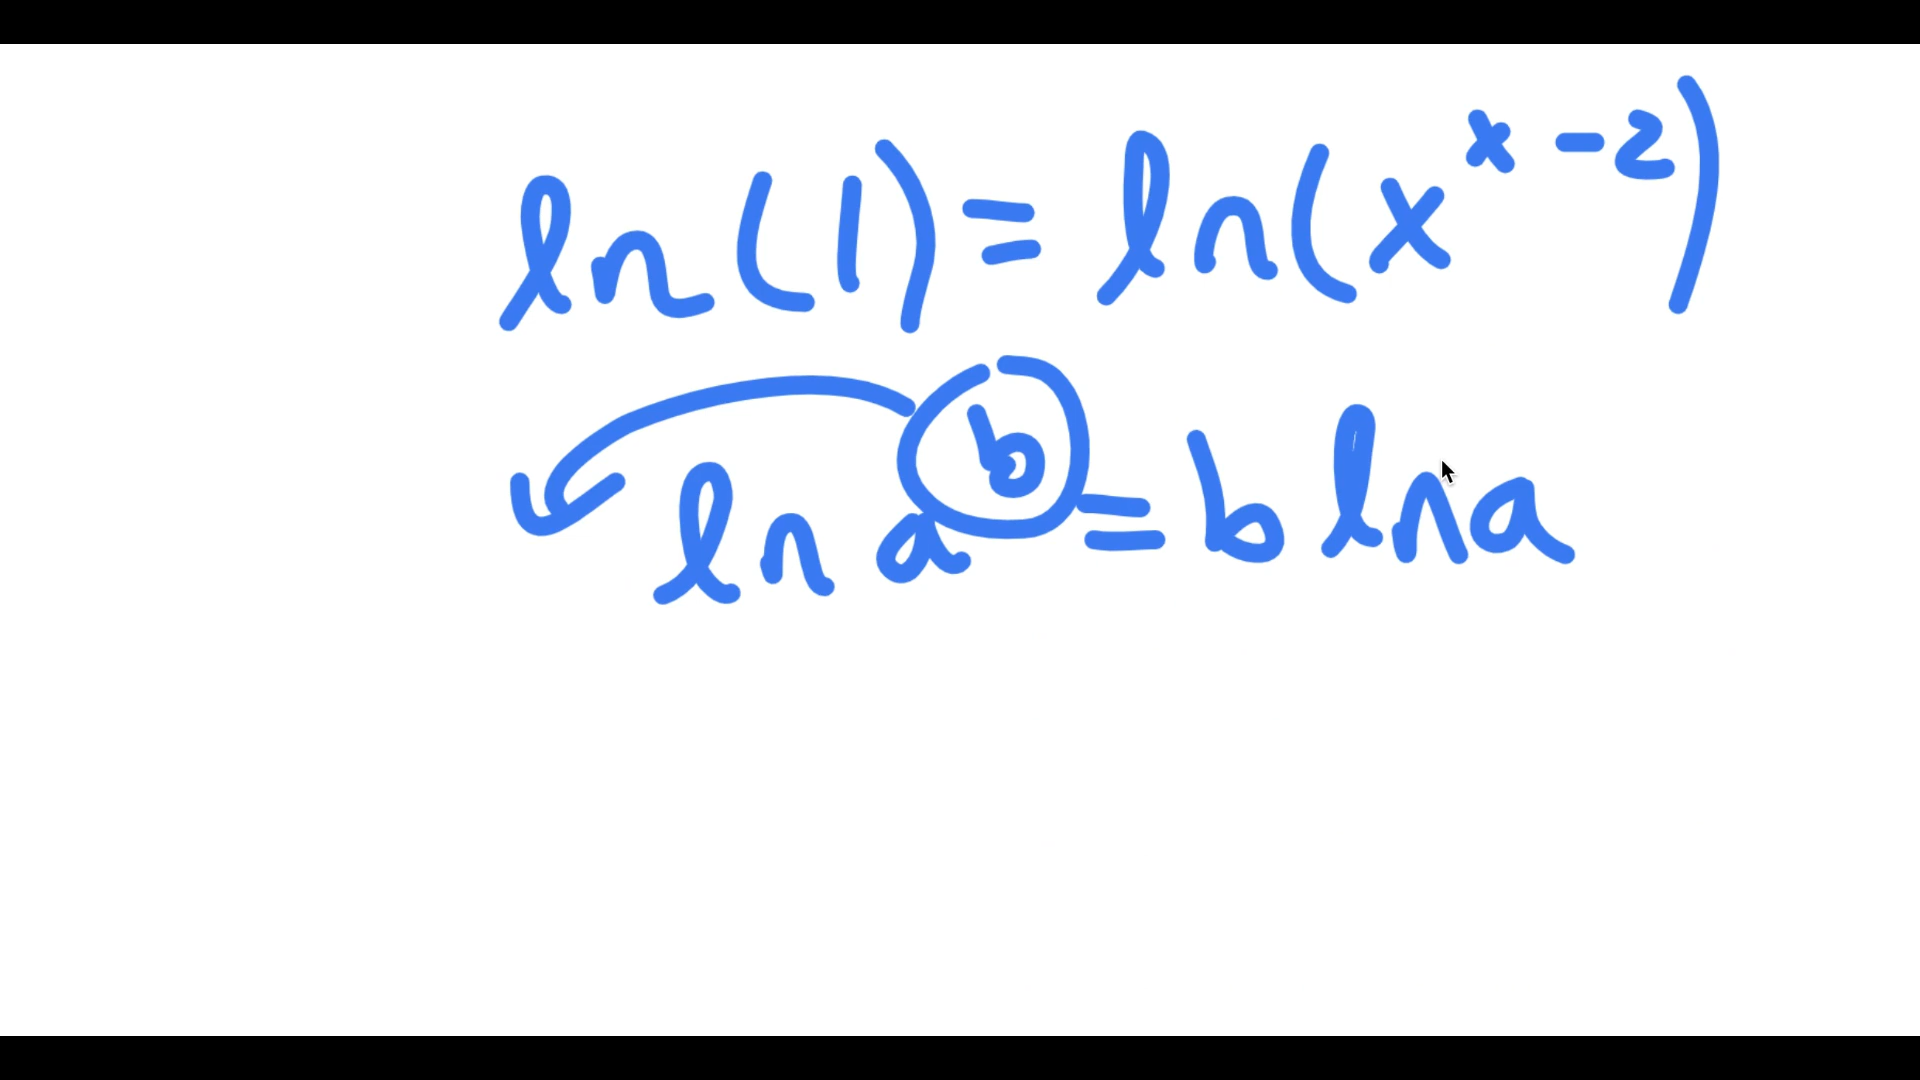 ln(1) = ln(x^{x-2})
ln a^b = b ln a